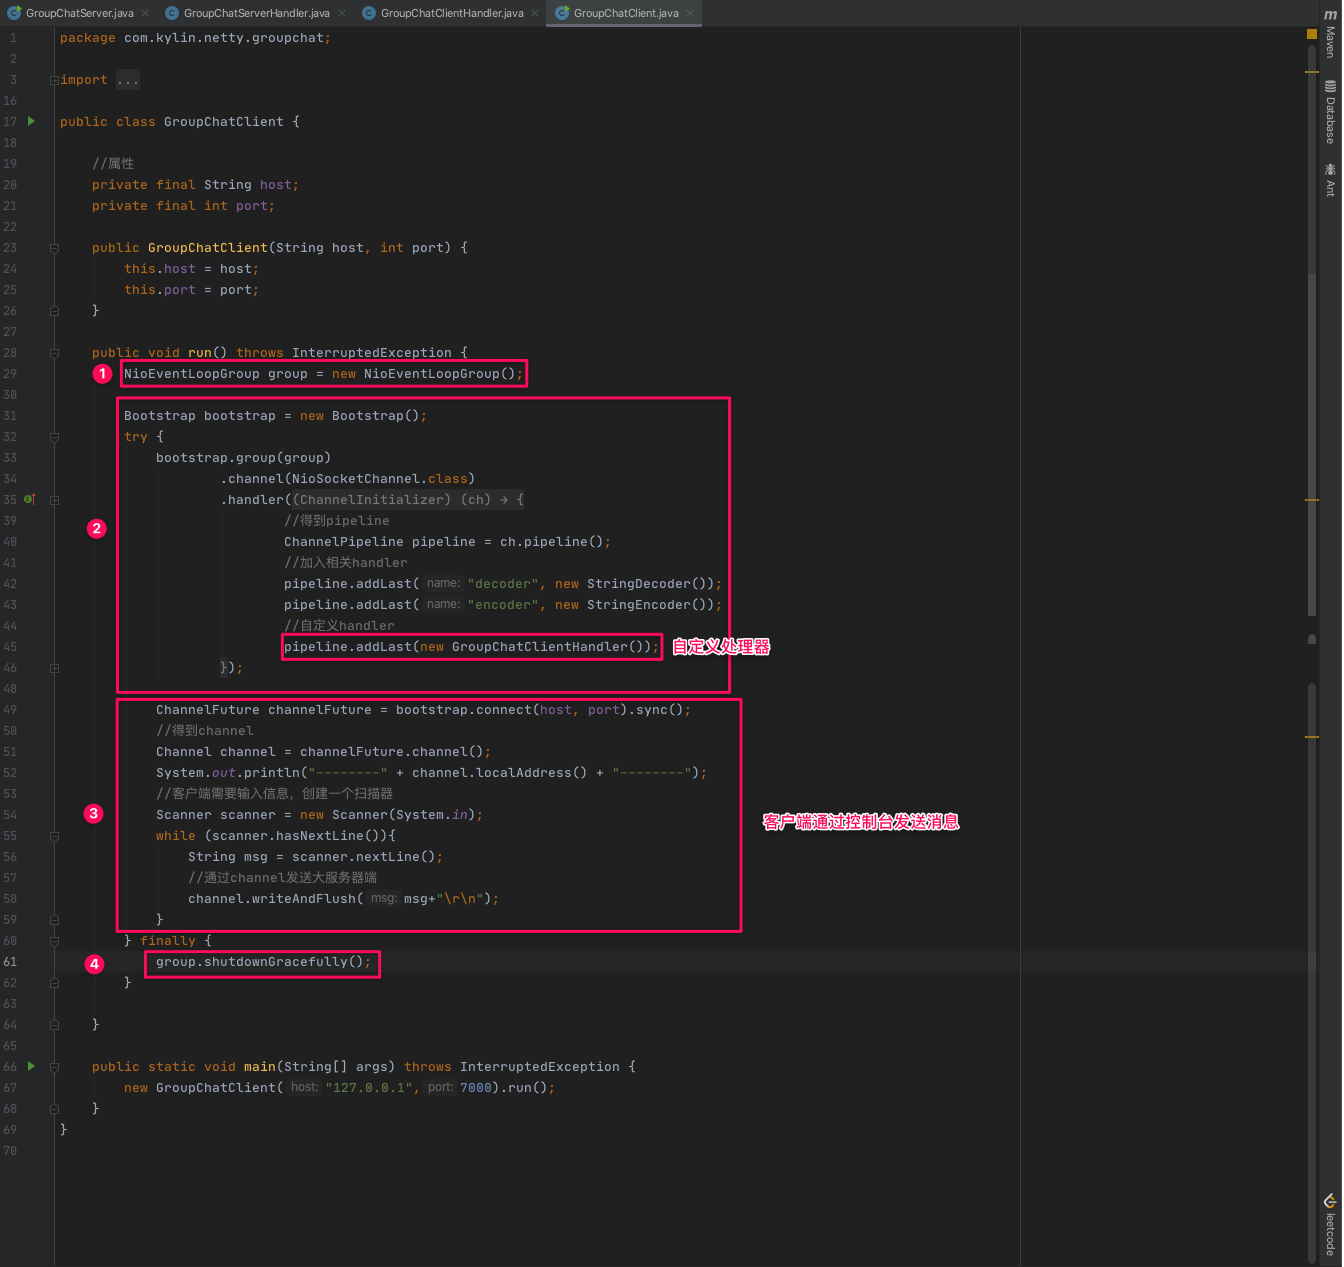 GroupChatServer.java
GroupChatServerHandler.java
GroupChatClientHandler.java
GroupChatClient.java
1 package com.kylin.netty.groupchat;
2
3 import ...
16
17 public class GroupChatClient {
18
19 //属性
20 private final String host;
21 private final int port;
22
23 public GroupChatClient(String host, int port) {
24 this.host = host;
25 this.port = port;
26 }
27
28 public void run() throws InterruptedException {
1
29 NioEventLoopGroup group = new NioEventLoopGroup();
30
31 Bootstrap bootstrap = new Bootstrap();
32 try {
33 bootstrap.group(group)
34 .channel(NioSocketChannel.class)
35 .handler((ChannelInitializer) (ch) → {
39 //得到pipeline
2
40 ChannelPipeline pipeline = ch.pipeline();
41 //加入相关handler
42 pipeline.addLast( name: "decoder", new StringDecoder());
43 pipeline.addLast( name: "encoder", new StringEncoder());
44 //自定义handler
45 pipeline.addLast(new GroupChatClientHandler()); 自定义处理器
46 });
48
49 ChannelFuture channelFuture = bootstrap.connect(host, port).sync();
50 //得到channel
51 Channel channel = channelFuture.channel();
52 System.out.println("--------" + channel.localAddress() + "--------");
53 //客户端需要输入信息，创建一个扫描器
3
54 Scanner scanner = new Scanner(System.in); 客户端通过控制台发送消息
55 while (scanner.hasNextLine()){
56 String msg = scanner.nextLine();
57 //通过channel发送大服务器端
58 channel.writeAndFlush( msg: msg+"\r\n");
59 }
60 } finally {
4
61 group.shutdownGracefully();
62 }
63
64 }
65
66 public static void main(String[] args) throws InterruptedException {
67 new GroupChatClient( host: "127.0.0.1", port: 7000).run();
68 }
69 }
70
m Maven
Database
Ant
leetcode